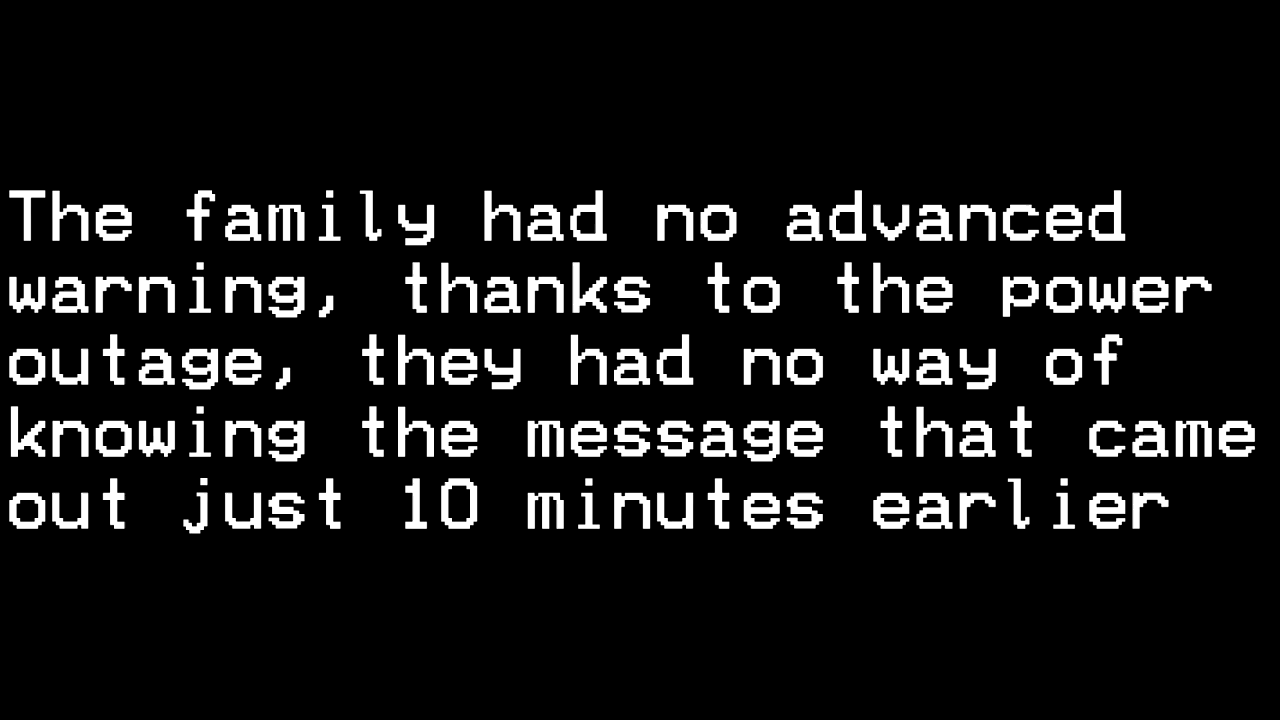 The family had no advanced
warning, thanks to the power
outage, they had no way of
knowing the message that came
out just 10 minutes earlier